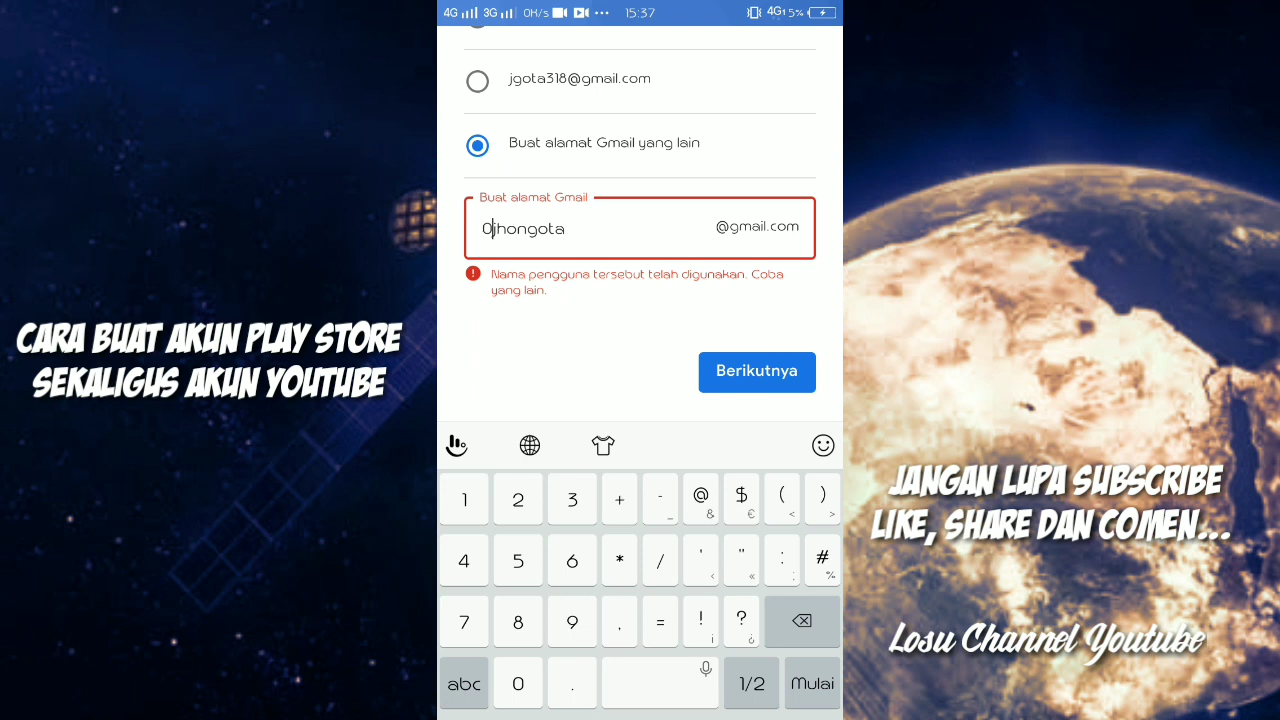 4G 3G 0K/s ... 15:37 4G 15%
jgota318@gmail.com
Buat alamat Gmail yang lain
Buat alamat Gmail
0jhongota @gmail.com
Nama pengguna tersebut telah digunakan. Coba
yang lain.
Berikutnya
CARA BUAT AKUN PLAY STORE
SEKALIGUS AKUN YOUTUBE
JANGAN LUPA SUBSCRIBE
LIKE, SHARE DAN COMEN...
Losu Channel Youtube
1 2 3 + - _ @ & $ € ( < ) >
4 5 6 * / ' ‹ " « : ; # %
7 8 9 , = ! ¡ ? ¿
abc 0 . 1/2 Mulai